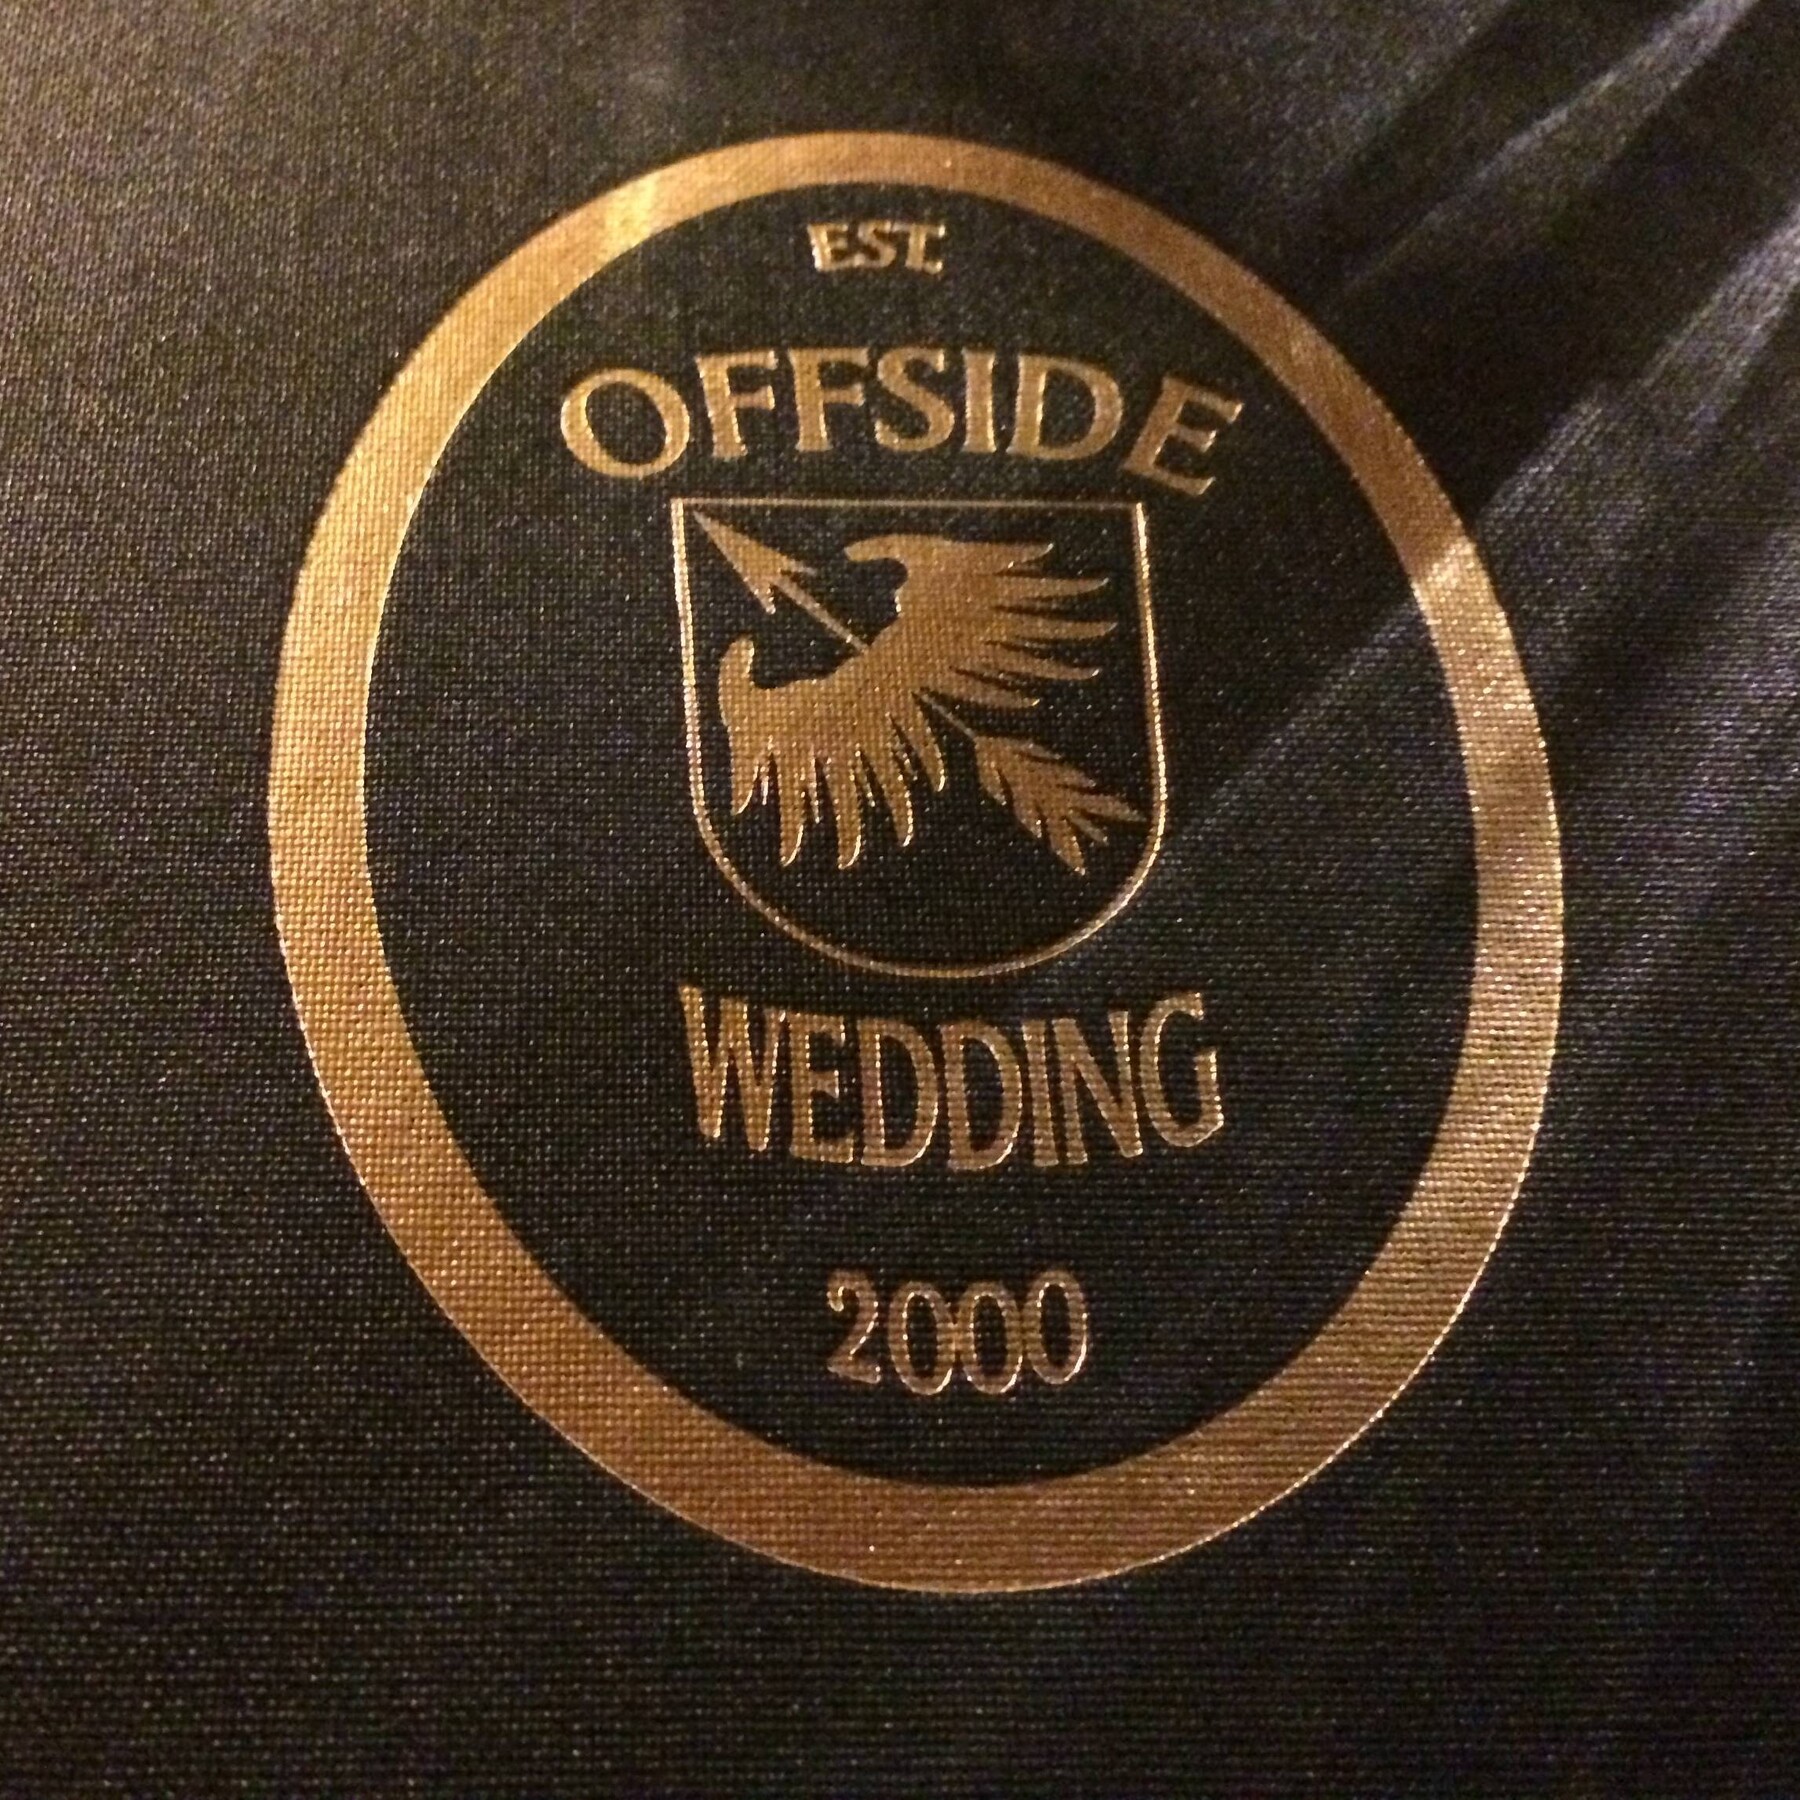 EST.
OFFSIDE
WEDDING
2000